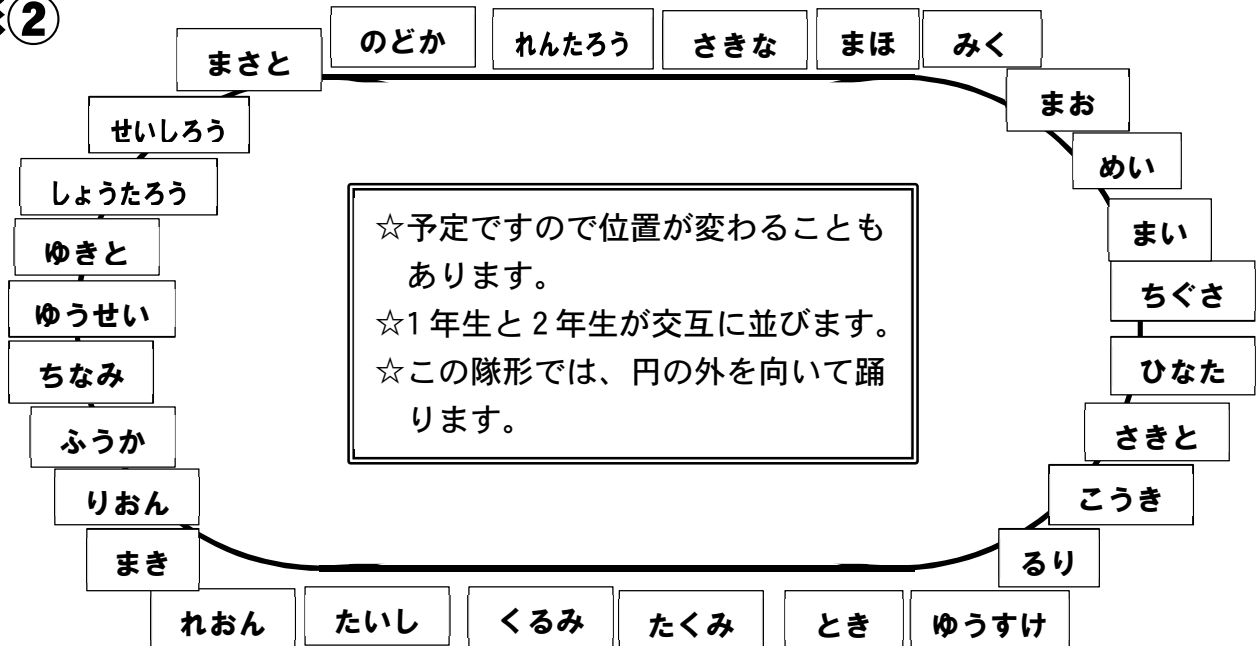 ②
のどか れんたろう さきな まほ みく
まさと
まお
せいしろう
めい
しょうたろう
まい
ゆきと
ちぐさ
ゆうせい
ひなた
ちなみ
さきと
ふうか
こうき
りおん
るり
まき
れおん たいし くるみ たくみ とき ゆうすけ
☆予定ですので位置が変わることも
あります。
☆1年生と2年生が交互に並びます。
☆この隊形では、円の外を向いて踊
ります。